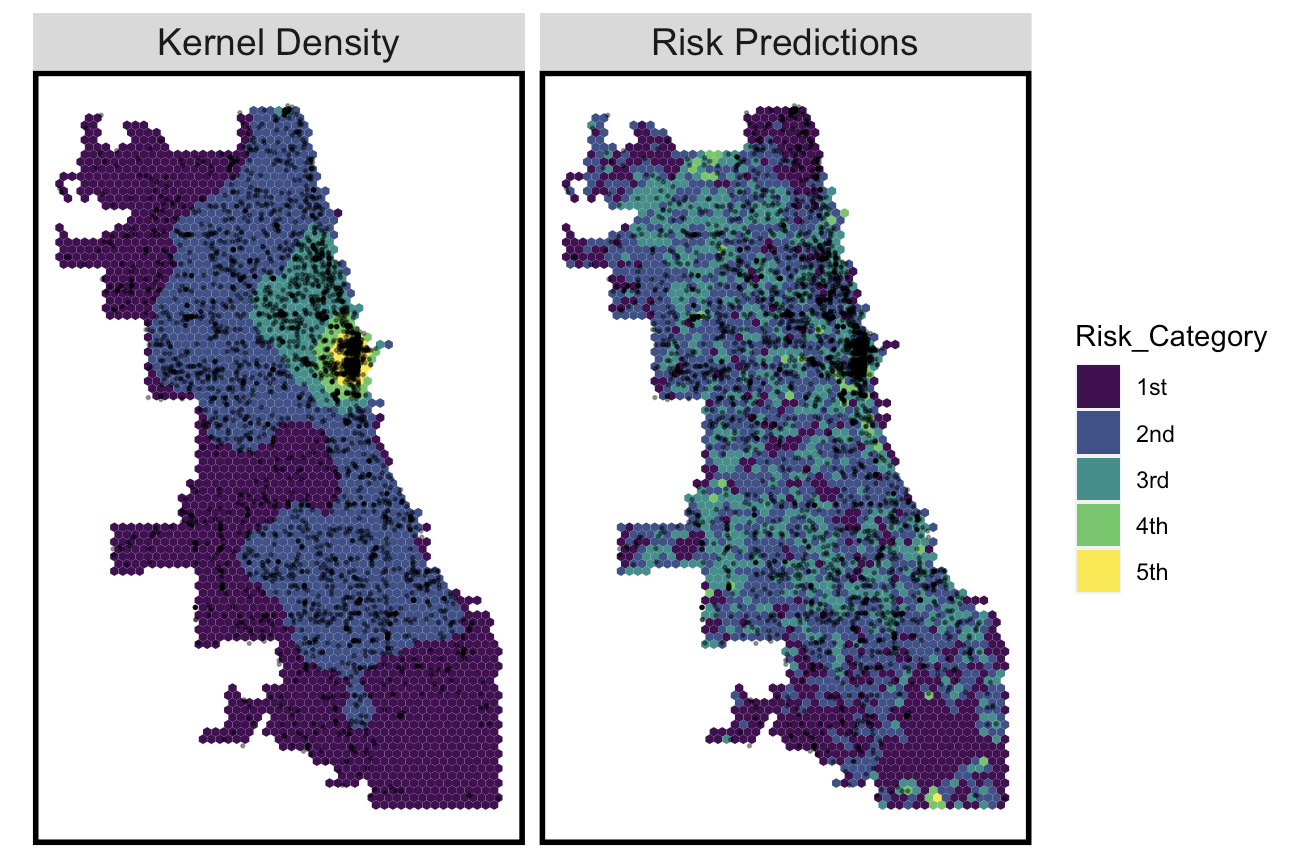 Kernel Density
Risk Predictions
Risk_Category
1st
2nd
3rd
4th
5th